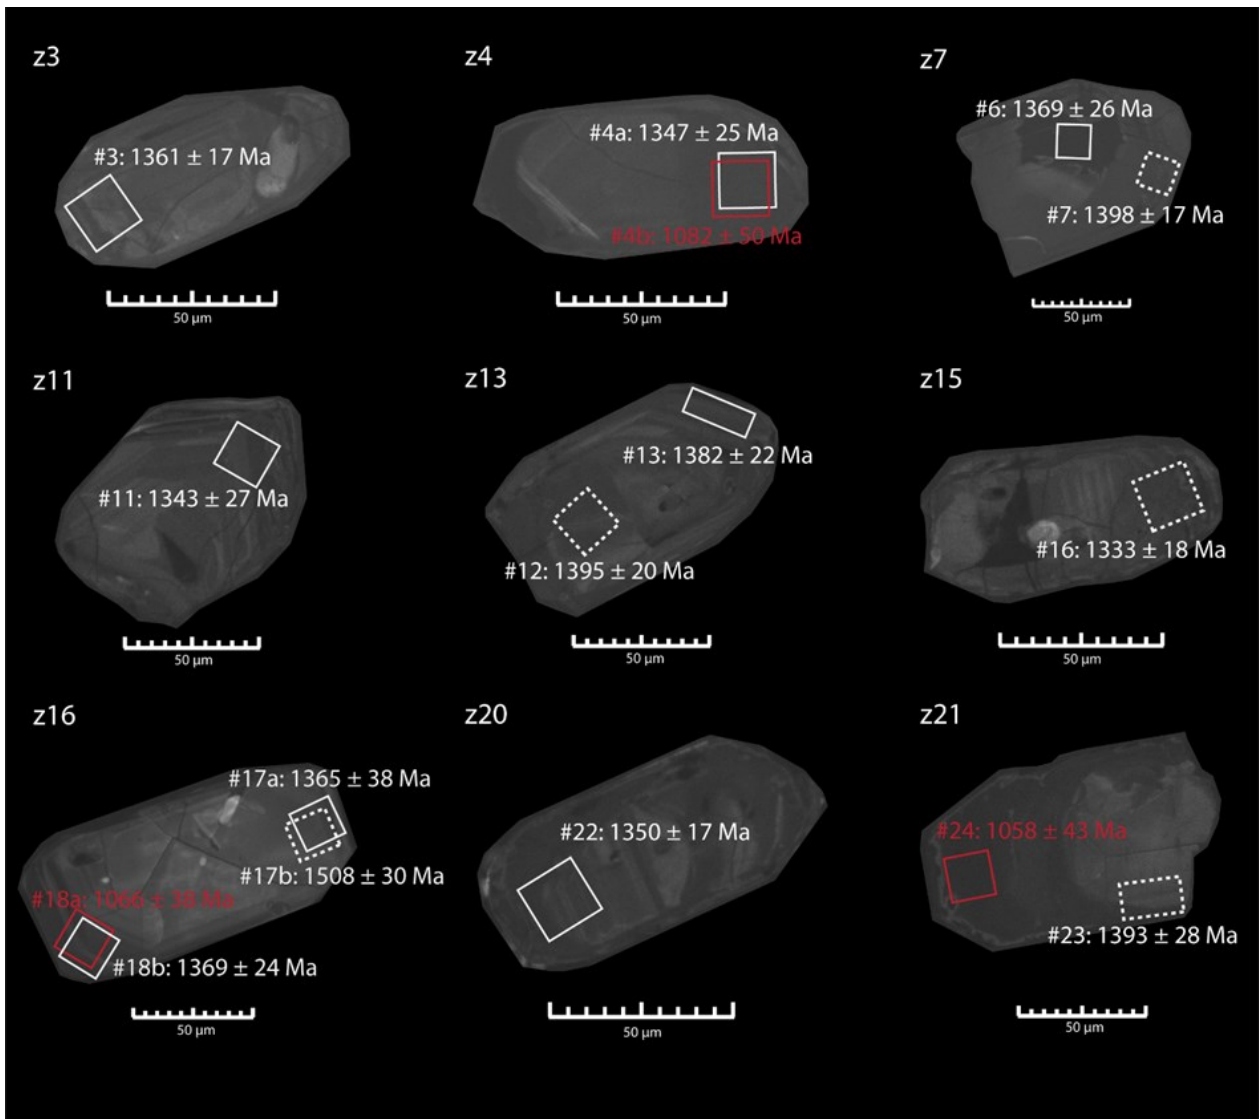 z3
#3: 1361 ± 17 Ma
50 µm
z4
#4a: 1347 ± 25 Ma
#4b: 1082 ± 50 Ma
50 µm
z7
#6: 1369 ± 26 Ma
#7: 1398 ± 17 Ma
50 µm
z11
#11: 1343 ± 27 Ma
50 µm
z13
#13: 1382 ± 22 Ma
#12: 1395 ± 20 Ma
50 µm
z15
#16: 1333 ± 18 Ma
50 µm
z16
#17a: 1365 ± 38 Ma
#17b: 1508 ± 30 Ma
#18a: 1066 ± 38 Ma
#18b: 1369 ± 24 Ma
50 µm
z20
#22: 1350 ± 17 Ma
50 µm
z21
#24: 1058 ± 43 Ma
#23: 1393 ± 28 Ma
50 µm